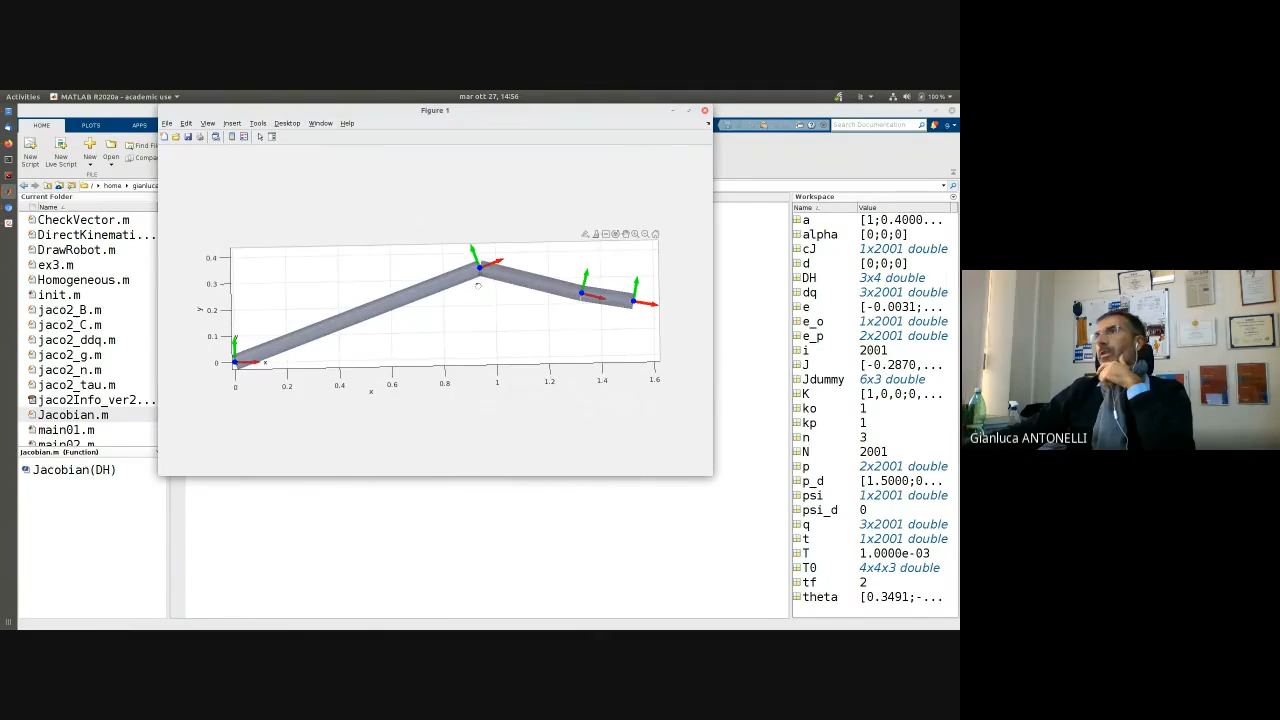 Activities
MATLAB R2020a - academic use
mar ott 27, 14:56
it
100 %
Figure 1
HOME
PLOTS
APPS
File Edit View Insert Tools Desktop Window Help
Search Documentation
New Script
New Live Script
New
Open
Find Fil
Compa
FILE
/ home gianluca
Current Folder
Name
CheckVector.m
DirectKinemati...
DrawRobot.m
ex3.m
Homogeneous.m
init.m
jaco2_B.m
jaco2_C.m
jaco2_ddq.m
jaco2_g.m
jaco2_n.m
jaco2_tau.m
jaco2Info_ver2...
Jacobian.m
main01.m
main02.m
Jacobian.m (Function)
Jacobian(DH)
0.4
0.3
y
0.2
0.1
0
x
0 0.2 0.4 0.6 0.8 1 1.2 1.4 1.6
x
Workspace
Name Value
a [1;0.4000...
alpha [0;0;0]
cJ 1x2001 double
d [0;0;0]
DH 3x4 double
dq 3x2001 double
e [-0.0031;...
e_o 1x2001 double
e_p 2x2001 double
i 2001
J [-0.2870,...
Jdummy 6x3 double
K [1,0,0;0,...
ko 1
kp 1
n 3
N 2001
p 2x2001 double
p_d [1.5000;0...
psi 1x2001 double
psi_d 0
q 3x2001 double
t 1x2001 double
T 1.0000e-03
T0 4x4x3 double
tf 2
theta [0.3491;-...
Gianluca ANTONELLI